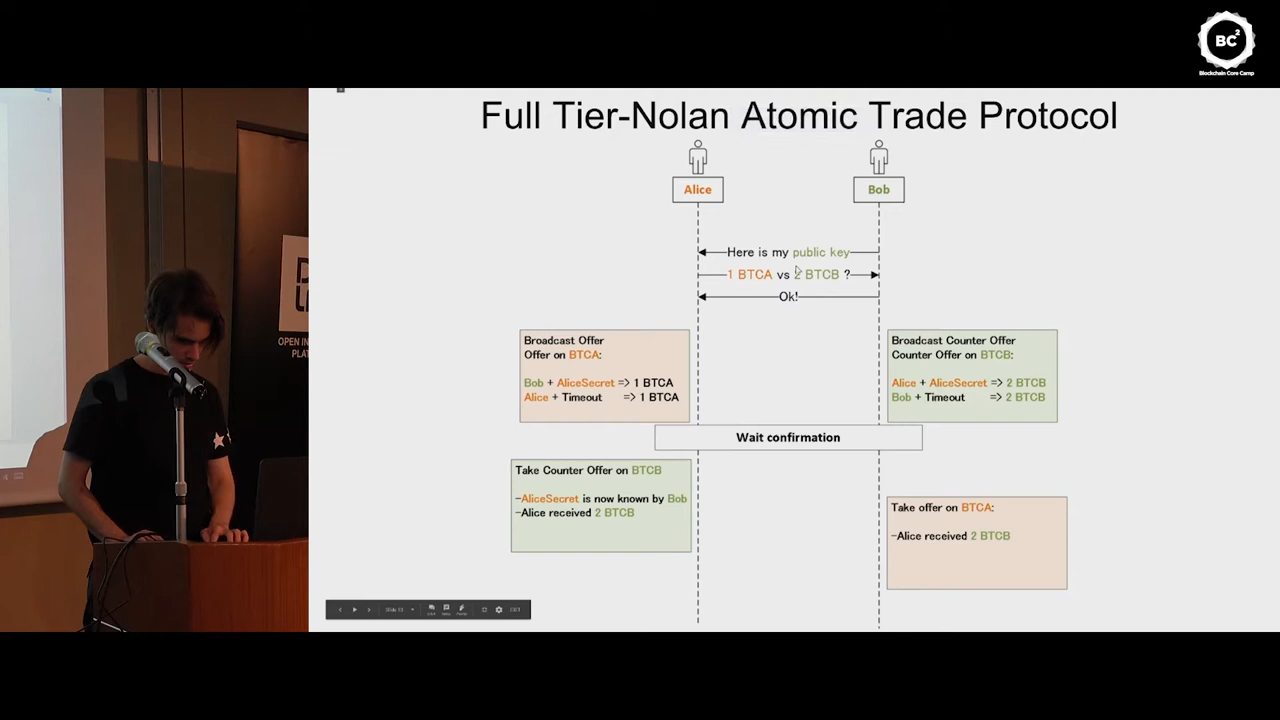 BC2
Blockchain Core Camp
Full Tier-Nolan Atomic Trade Protocol
Alice
Bob
Here is my public key
1 BTCA vs 2 BTCB ?
Ok!
Broadcast Offer
Offer on BTCA:
Bob + AliceSecret => 1 BTCA
Alice + Timeout => 1 BTCA
Broadcast Counter Offer
Counter Offer on BTCB:
Alice + AliceSecret => 2 BTCB
Bob + Timeout => 2 BTCB
Wait confirmation
Take Counter Offer on BTCB
-AliceSecret is now known by Bob
-Alice received 2 BTCB
Take offer on BTCA:
-Alice received 2 BTCB
OPEN IN
PLAT